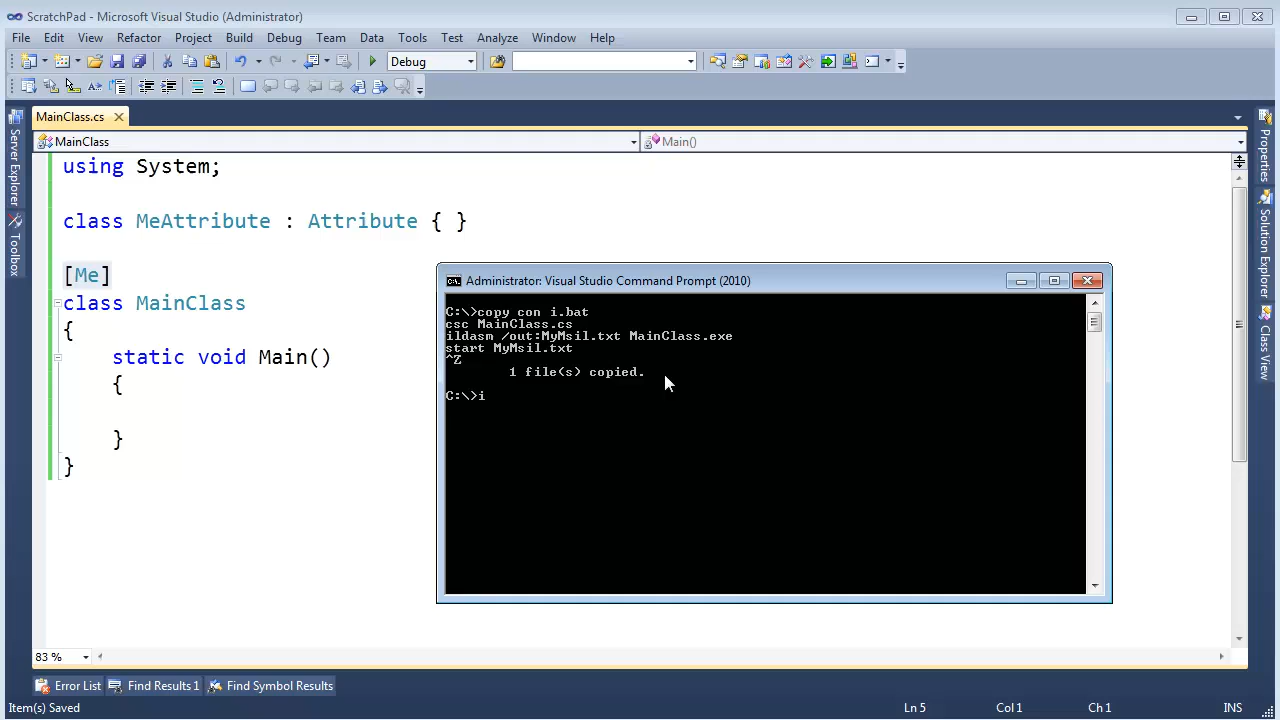 ScratchPad - Microsoft Visual Studio (Administrator)
File Edit View Refactor Project Build Debug Team Data Tools Test Analyze Window Help
Debug
MainClass.cs
MainClass
Main()
Server Explorer
Toolbox
Properties
Solution Explorer
Class View
using System;
class MeAttribute : Attribute { }
[Me]
class MainClass
{
static void Main()
{
}
}
Administrator: Visual Studio Command Prompt (2010)
C:\>copy con i.bat
csc MainClass.cs
ildasm /out:MyMsil.txt MainClass.exe
start MyMsil.txt
^Z
1 file(s) copied.
C:\>i
83 %
Error List Find Results 1 Find Symbol Results
Item(s) Saved Ln 5 Col 1 Ch 1 INS